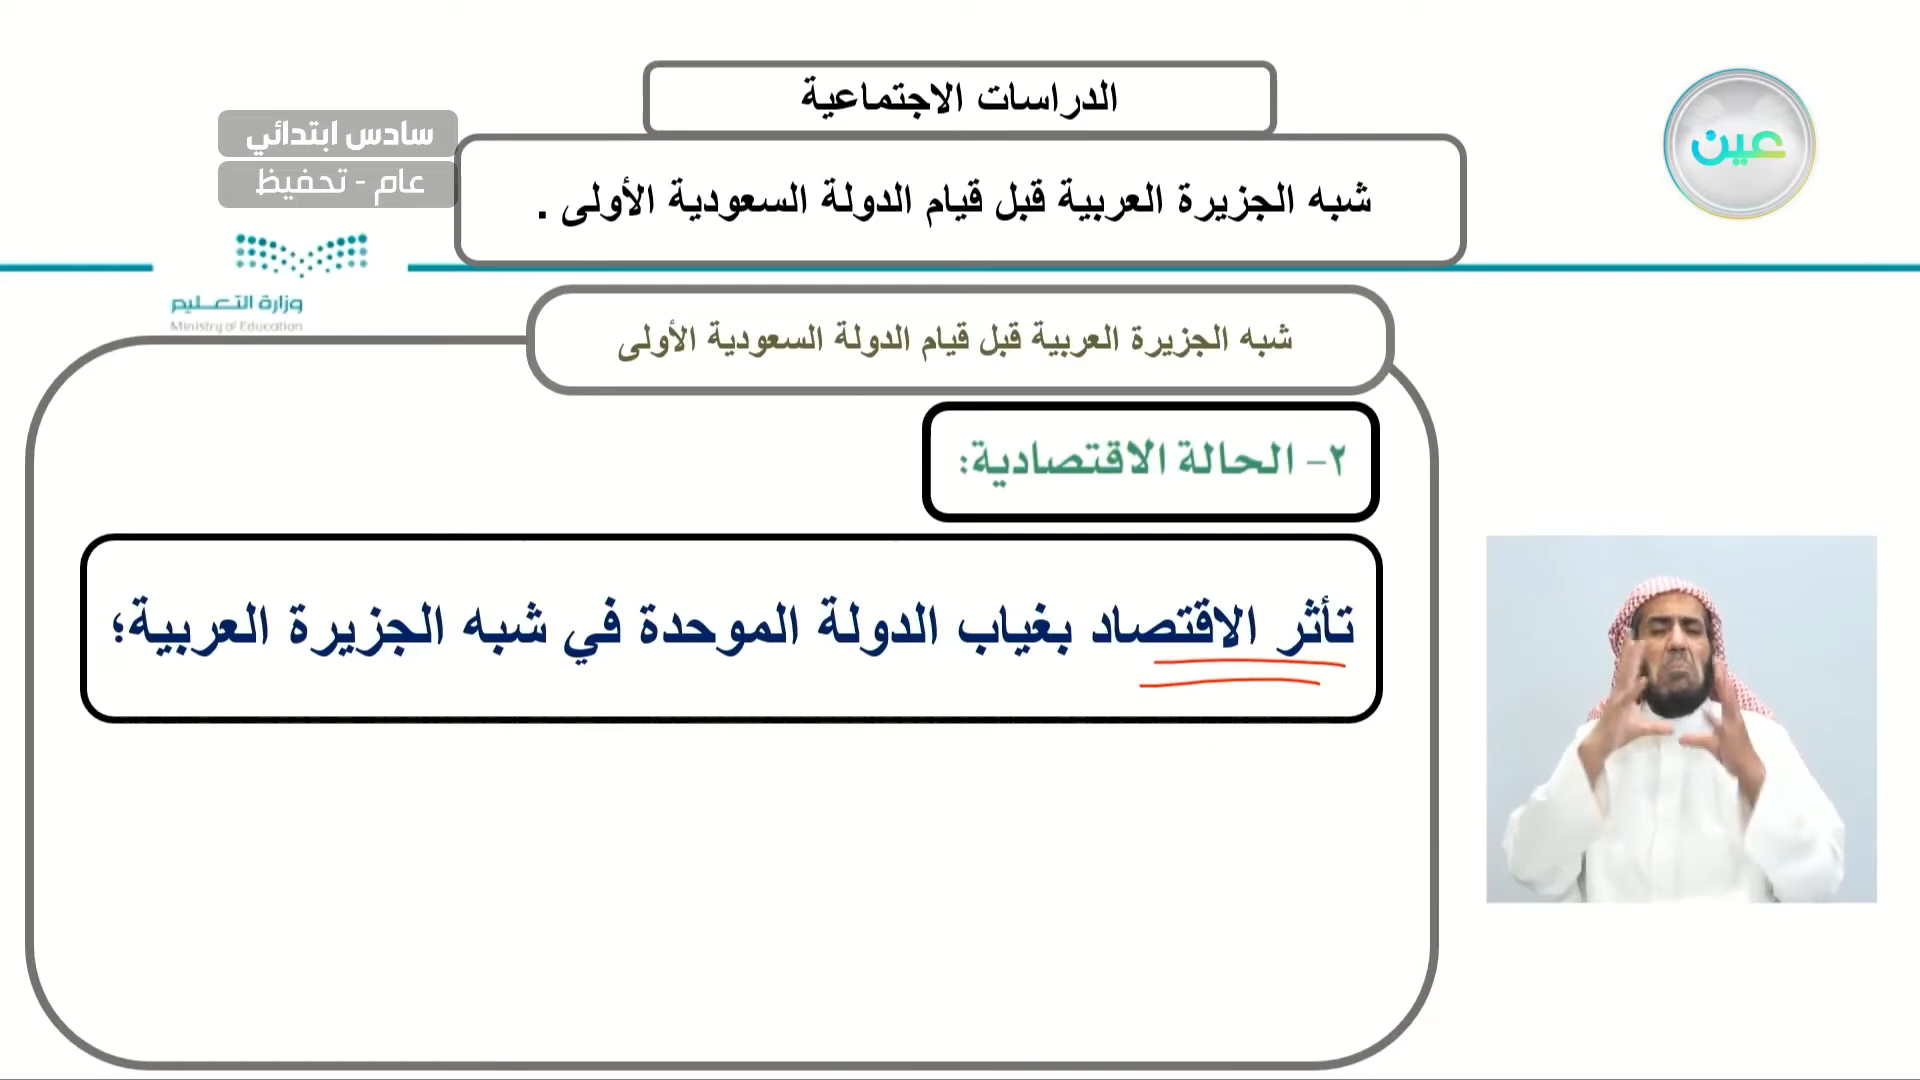 الدراسات الاجتماعية
عين
سادس ابتدائي
عام - تحفيظ
شبه الجزيرة العربية قبل قيام الدولة السعودية الأولى .
وزارة التعليم
Ministry of Education
شبه الجزيرة العربية قبل قيام الدولة السعودية الأولى
٢- الحالة الاقتصادية:
تأثر الاقتصاد بغياب الدولة الموحدة في شبه الجزيرة العربية؛